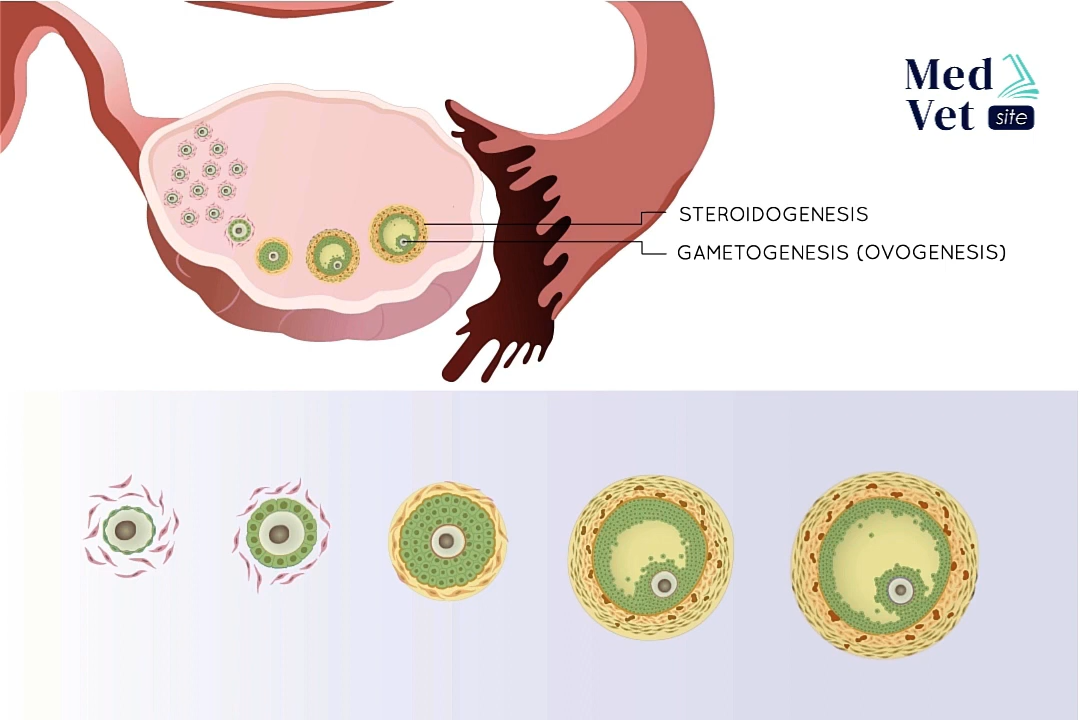 Med
Vet site
STEROIDOGENESIS
GAMETOGENESIS (OVOGENESIS)